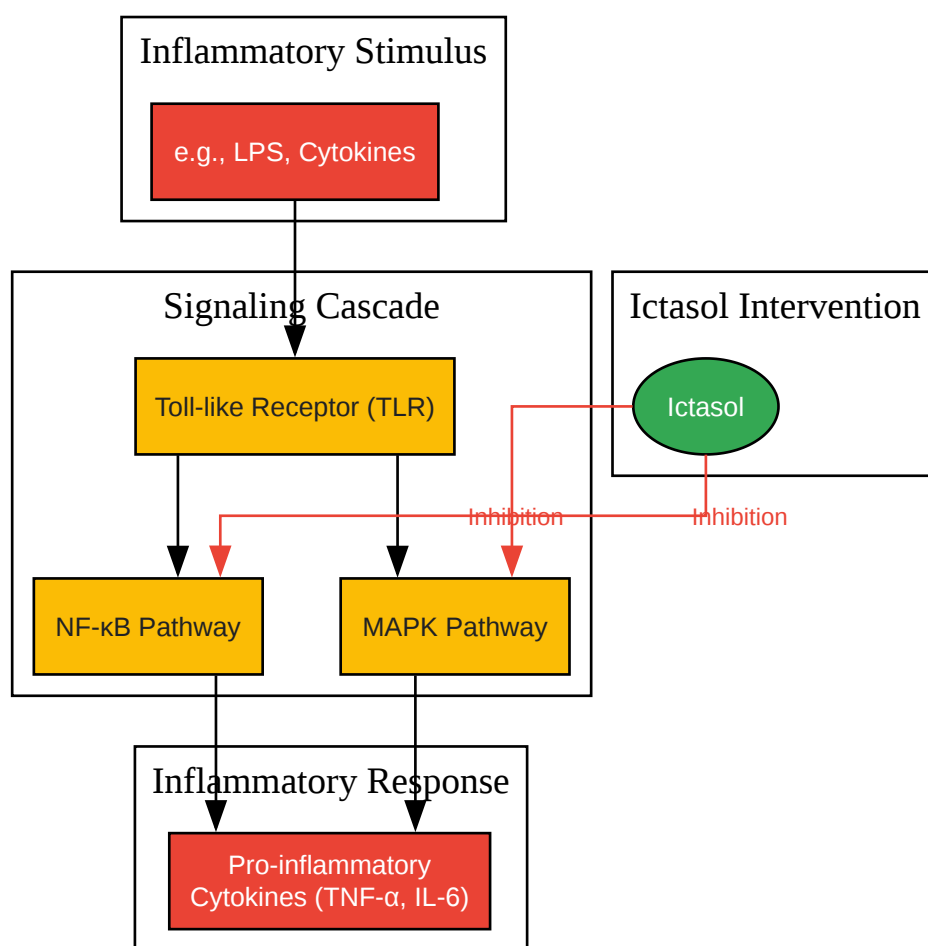 Inflammatory Stimulus
e.g., LPS, Cytokines
Signaling Cascade
Ictasol Intervention
Toll-like Receptor (TLR)
Ictasol
Inhibition
Inhibition
NF-κB Pathway
MAPK Pathway
Inflammatory Response
Pro-inflammatory
Cytokines (TNF-α, IL-6)